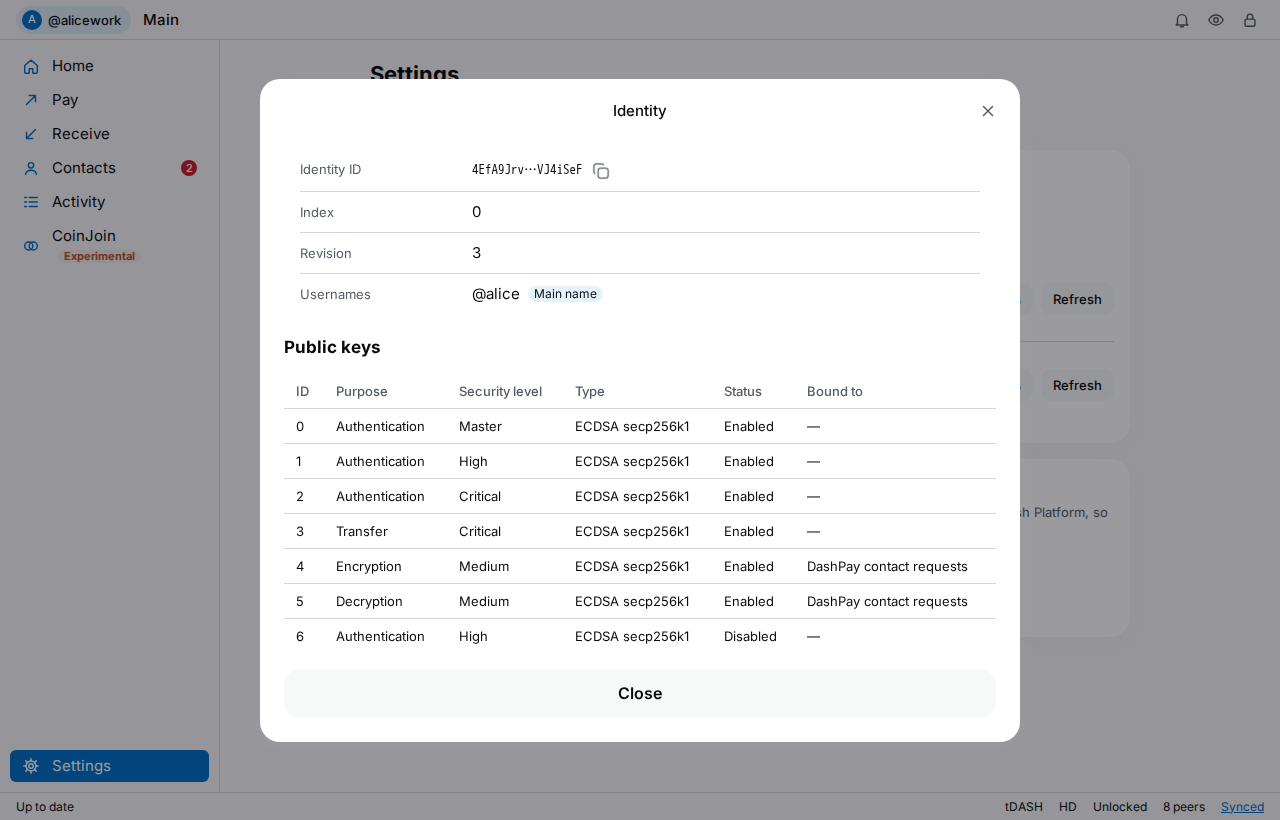 A @alicework Main
Home
Pay
Receive
Contacts 2
Activity
CoinJoin
Experimental
Settings
Settings
Identity
Identity ID 4EfA9Jrv···VJ4iSeF
Index 0
Revision 3
Usernames @alice Main name
Public keys
ID Purpose Security level Type Status Bound to
0 Authentication Master ECDSA secp256k1 Enabled —
1 Authentication High ECDSA secp256k1 Enabled —
2 Authentication Critical ECDSA secp256k1 Enabled —
3 Transfer Critical ECDSA secp256k1 Enabled —
4 Encryption Medium ECDSA secp256k1 Enabled DashPay contact requests
5 Decryption Medium ECDSA secp256k1 Enabled DashPay contact requests
6 Authentication High ECDSA secp256k1 Disabled —
Close
Refresh
Refresh
Platform, so
Up to date tDASH HD Unlocked 8 peers Synced